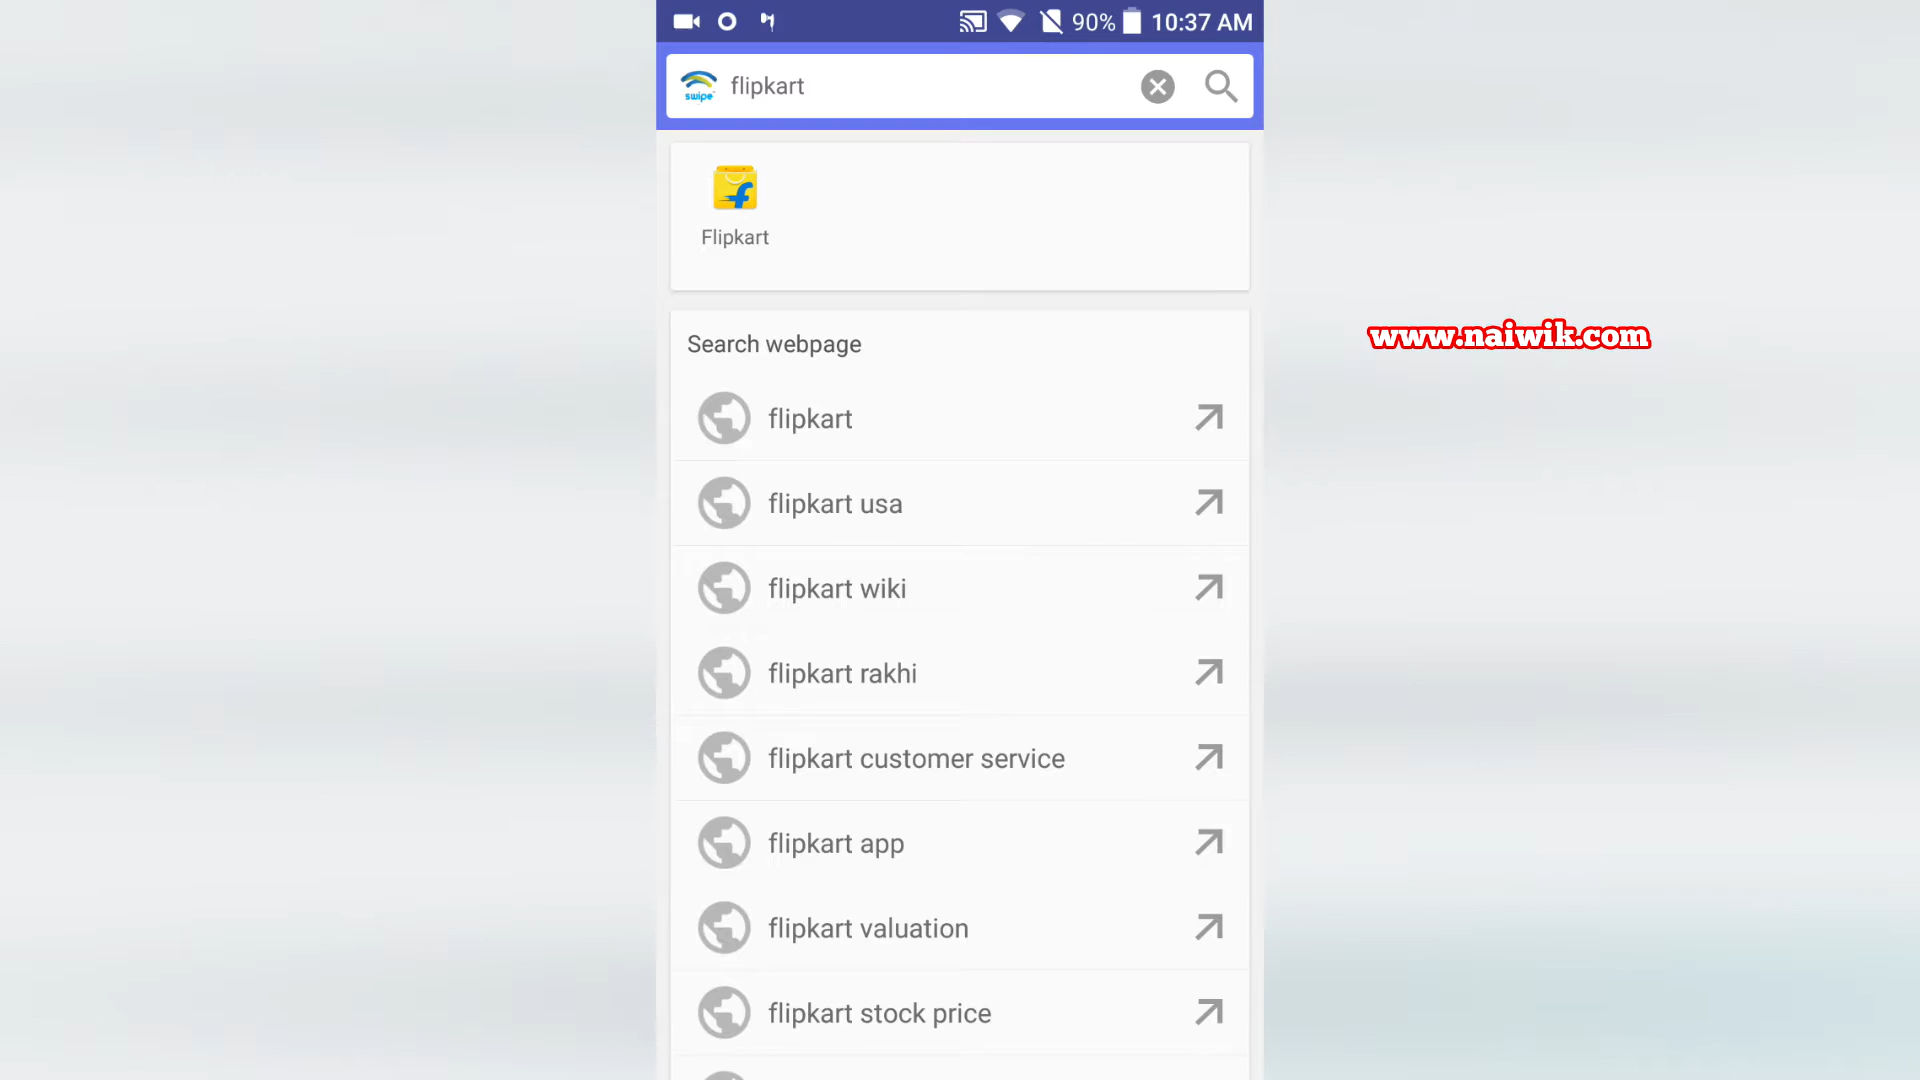 90% 10:37 AM
swipe flipkart
Flipkart
www.naiwik.com
Search webpage
flipkart
flipkart usa
flipkart wiki
flipkart rakhi
flipkart customer service
flipkart app
flipkart valuation
flipkart stock price